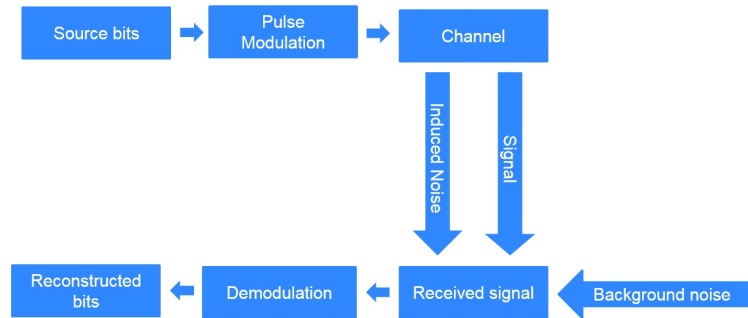 Source bits
Pulse
Modulation
Channel
Induced Noise
Signal
Reconstructed
bits
Demodulation
Received signal
Background noise